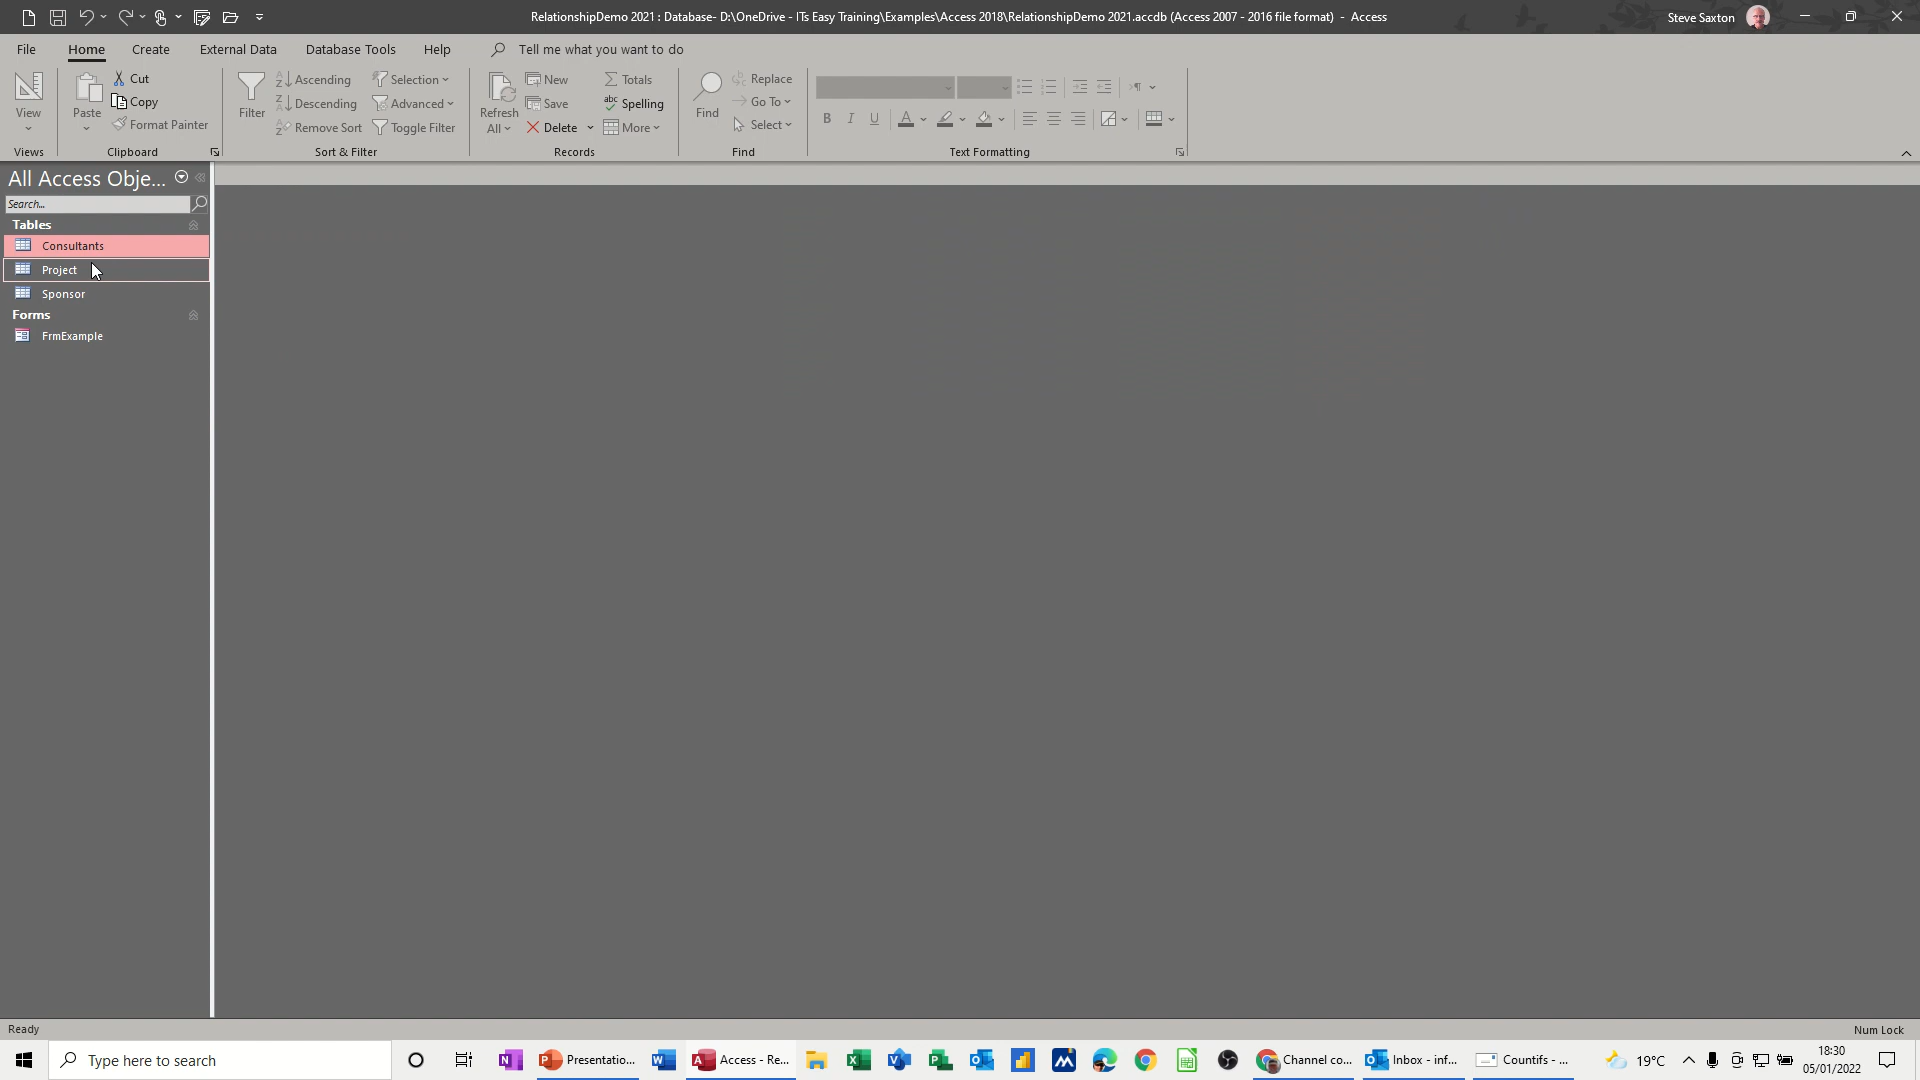 RelationshipDemo 2021 : Database- D:\OneDrive - ITs Easy Training\Examples\Access 2018\RelationshipDemo 2021.accdb (Access 2007 - 2016 file format) - Access
Steve Saxton
File Home Create External Data Database Tools Help Tell me what you want to do
View
Views
Paste
Cut
Copy
Format Painter
Clipboard
Filter
Ascending
Descending
Remove Sort
Selection
Advanced
Toggle Filter
Sort & Filter
Refresh
All
New
Save
Delete
Totals
Spelling
More
Records
Find
Replace
Go To
Select
Find
B I U A
Text Formatting
All Access Obje...
Search...
Tables
Consultants
Project
Sponsor
Forms
FrmExample
Ready
Num Lock
Type here to search
Presentatio...
Access - Re...
Channel co...
Inbox - inf...
Countifs - ...
19°C
18:30
05/01/2022